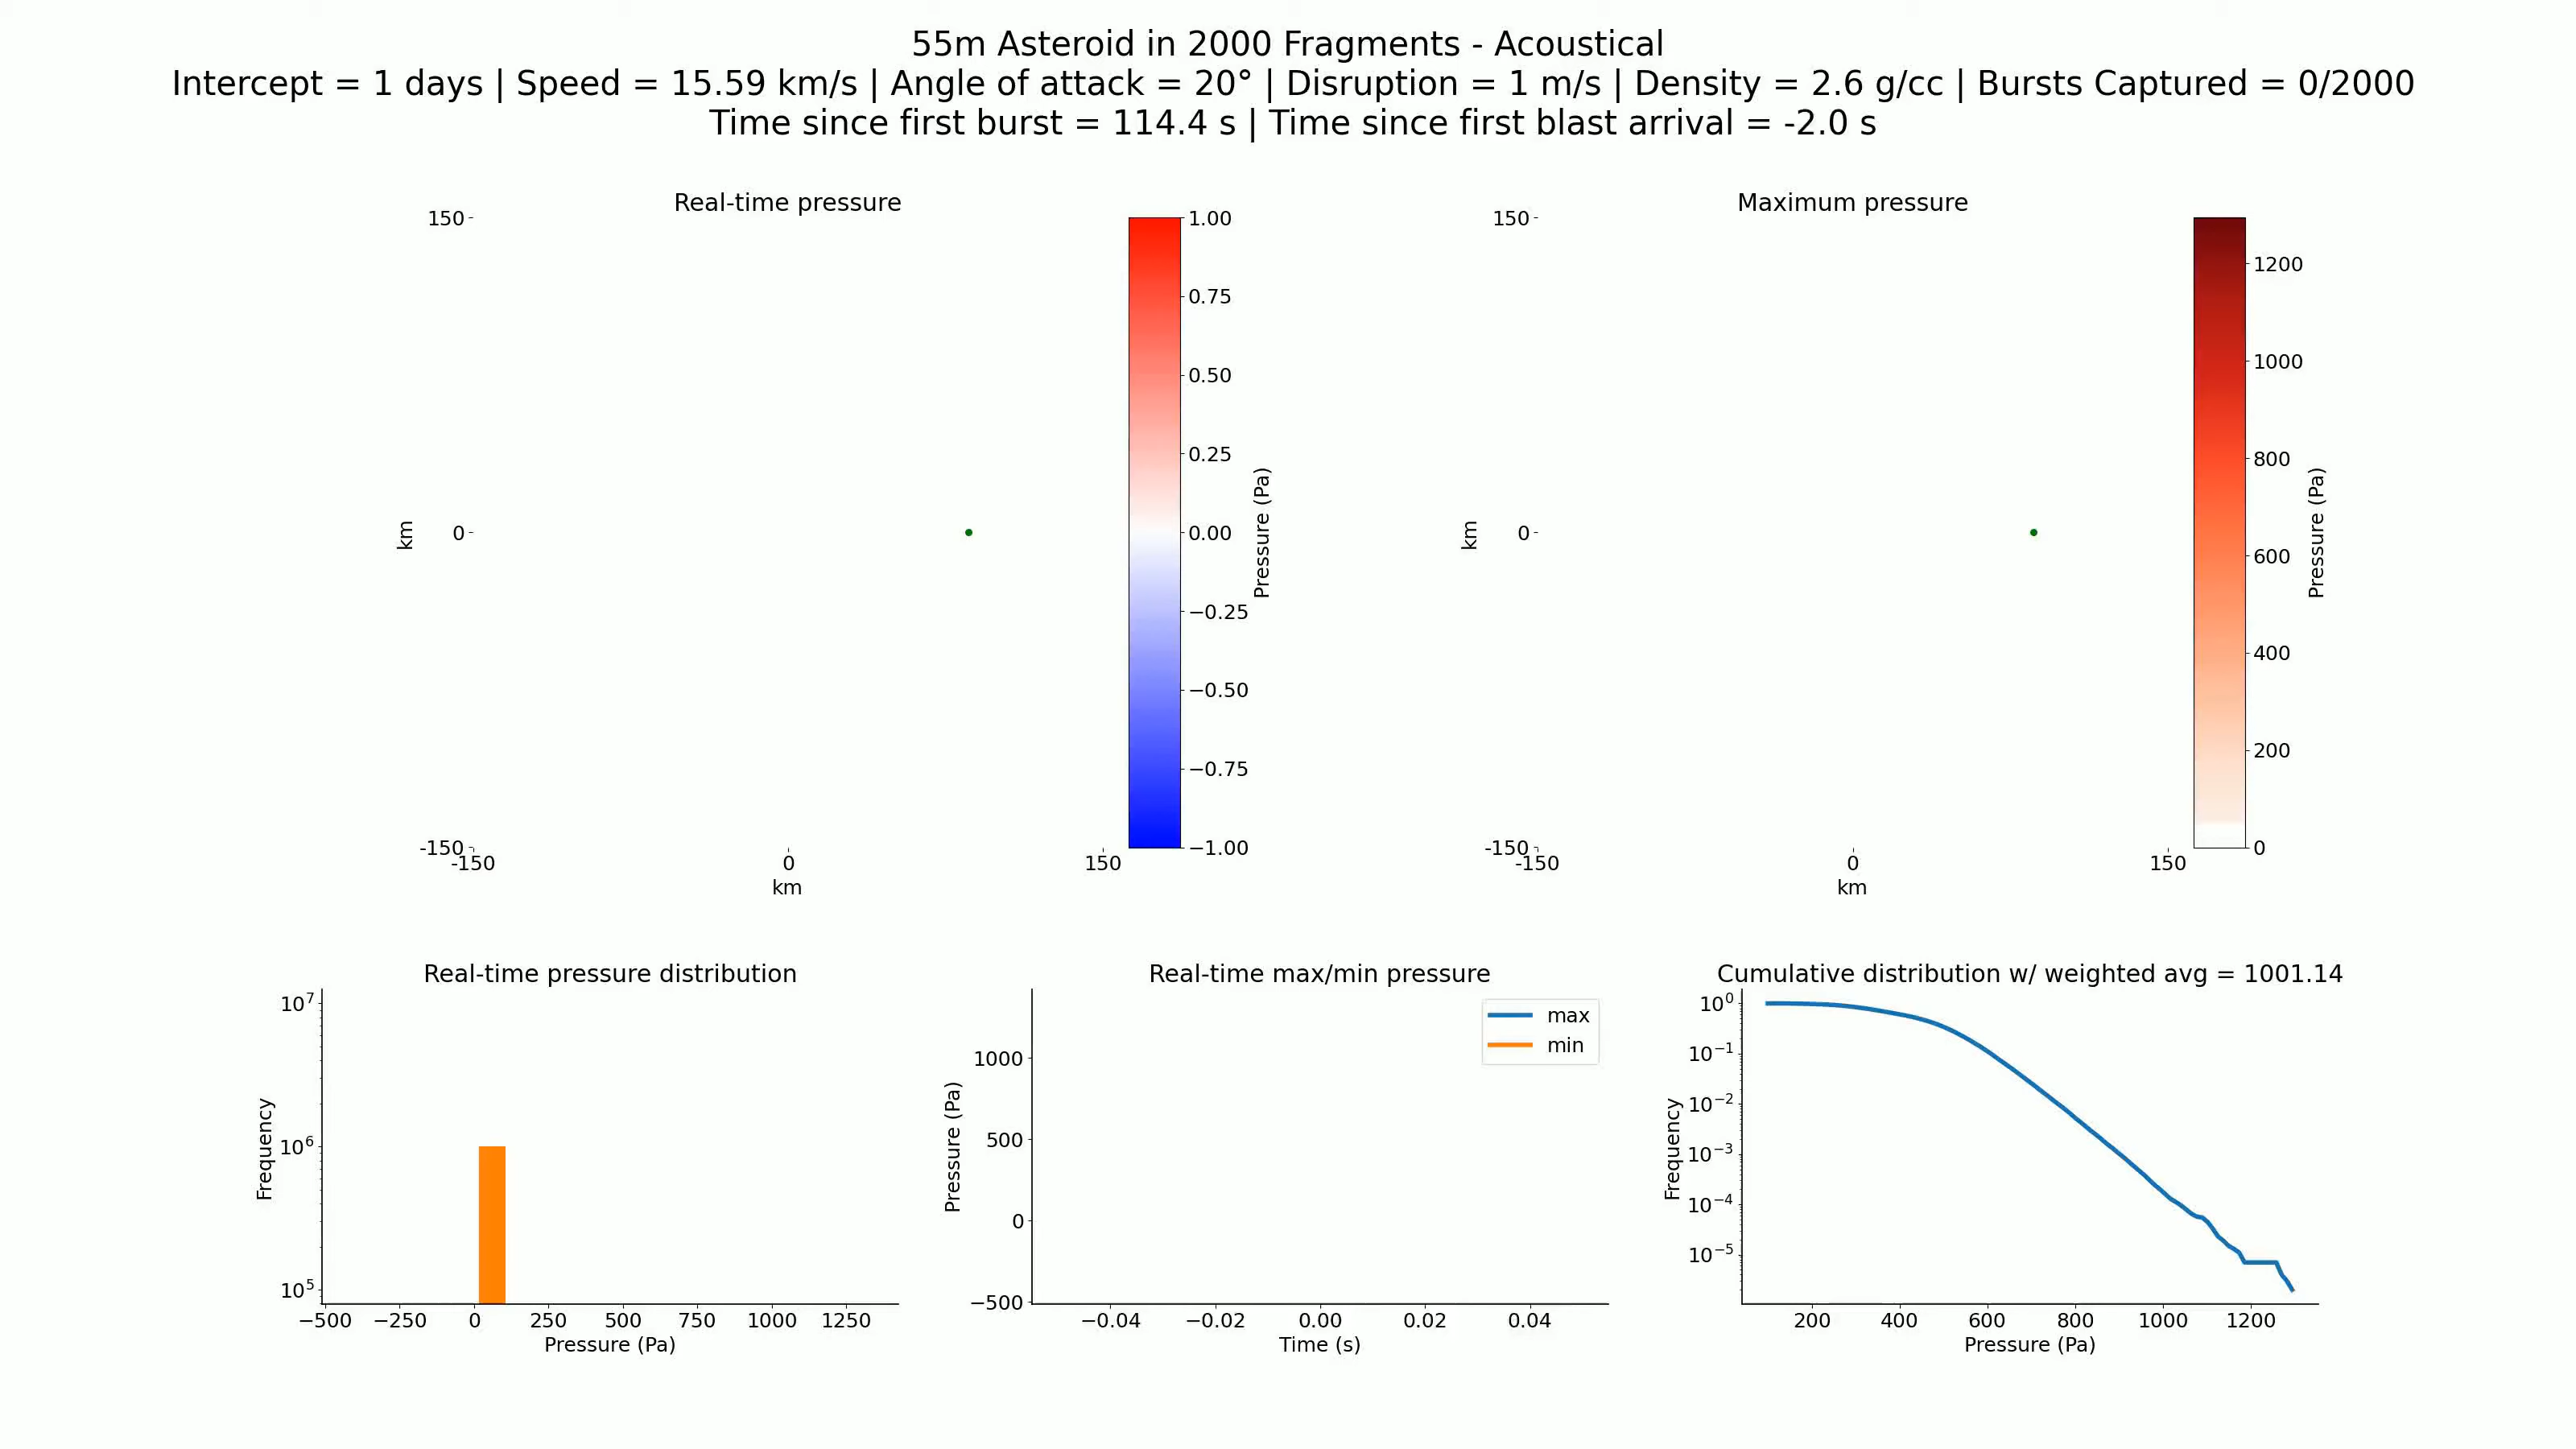 55m Asteroid in 2000 Fragments - Acoustical
Intercept = 1 days | Speed = 15.59 km/s | Angle of attack = 20° | Disruption = 1 m/s | Density = 2.6 g/cc | Bursts Captured = 0/2000
Time since first burst = 114.4 s | Time since first blast arrival = -2.0 s
Real-time pressure
150
0
-150
km
-150
0
150
km
1.00
0.75
0.50
0.25
0.00
−0.25
−0.50
−0.75
−1.00
Pressure (Pa)
Maximum pressure
150
0
-150
km
-150
0
150
km
1200
1000
800
600
400
200
0
Pressure (Pa)
Real-time pressure distribution
10⁷
10⁶
10⁵
Frequency
−500
−250
0
250
500
750
1000
1250
Pressure (Pa)
Real-time max/min pressure
max
min
1000
500
0
−500
Pressure (Pa)
−0.04
−0.02
0.00
0.02
0.04
Time (s)
Cumulative distribution w/ weighted avg = 1001.14
10⁰
10⁻¹
10⁻²
10⁻³
10⁻⁴
10⁻⁵
Frequency
200
400
600
800
1000
1200
Pressure (Pa)